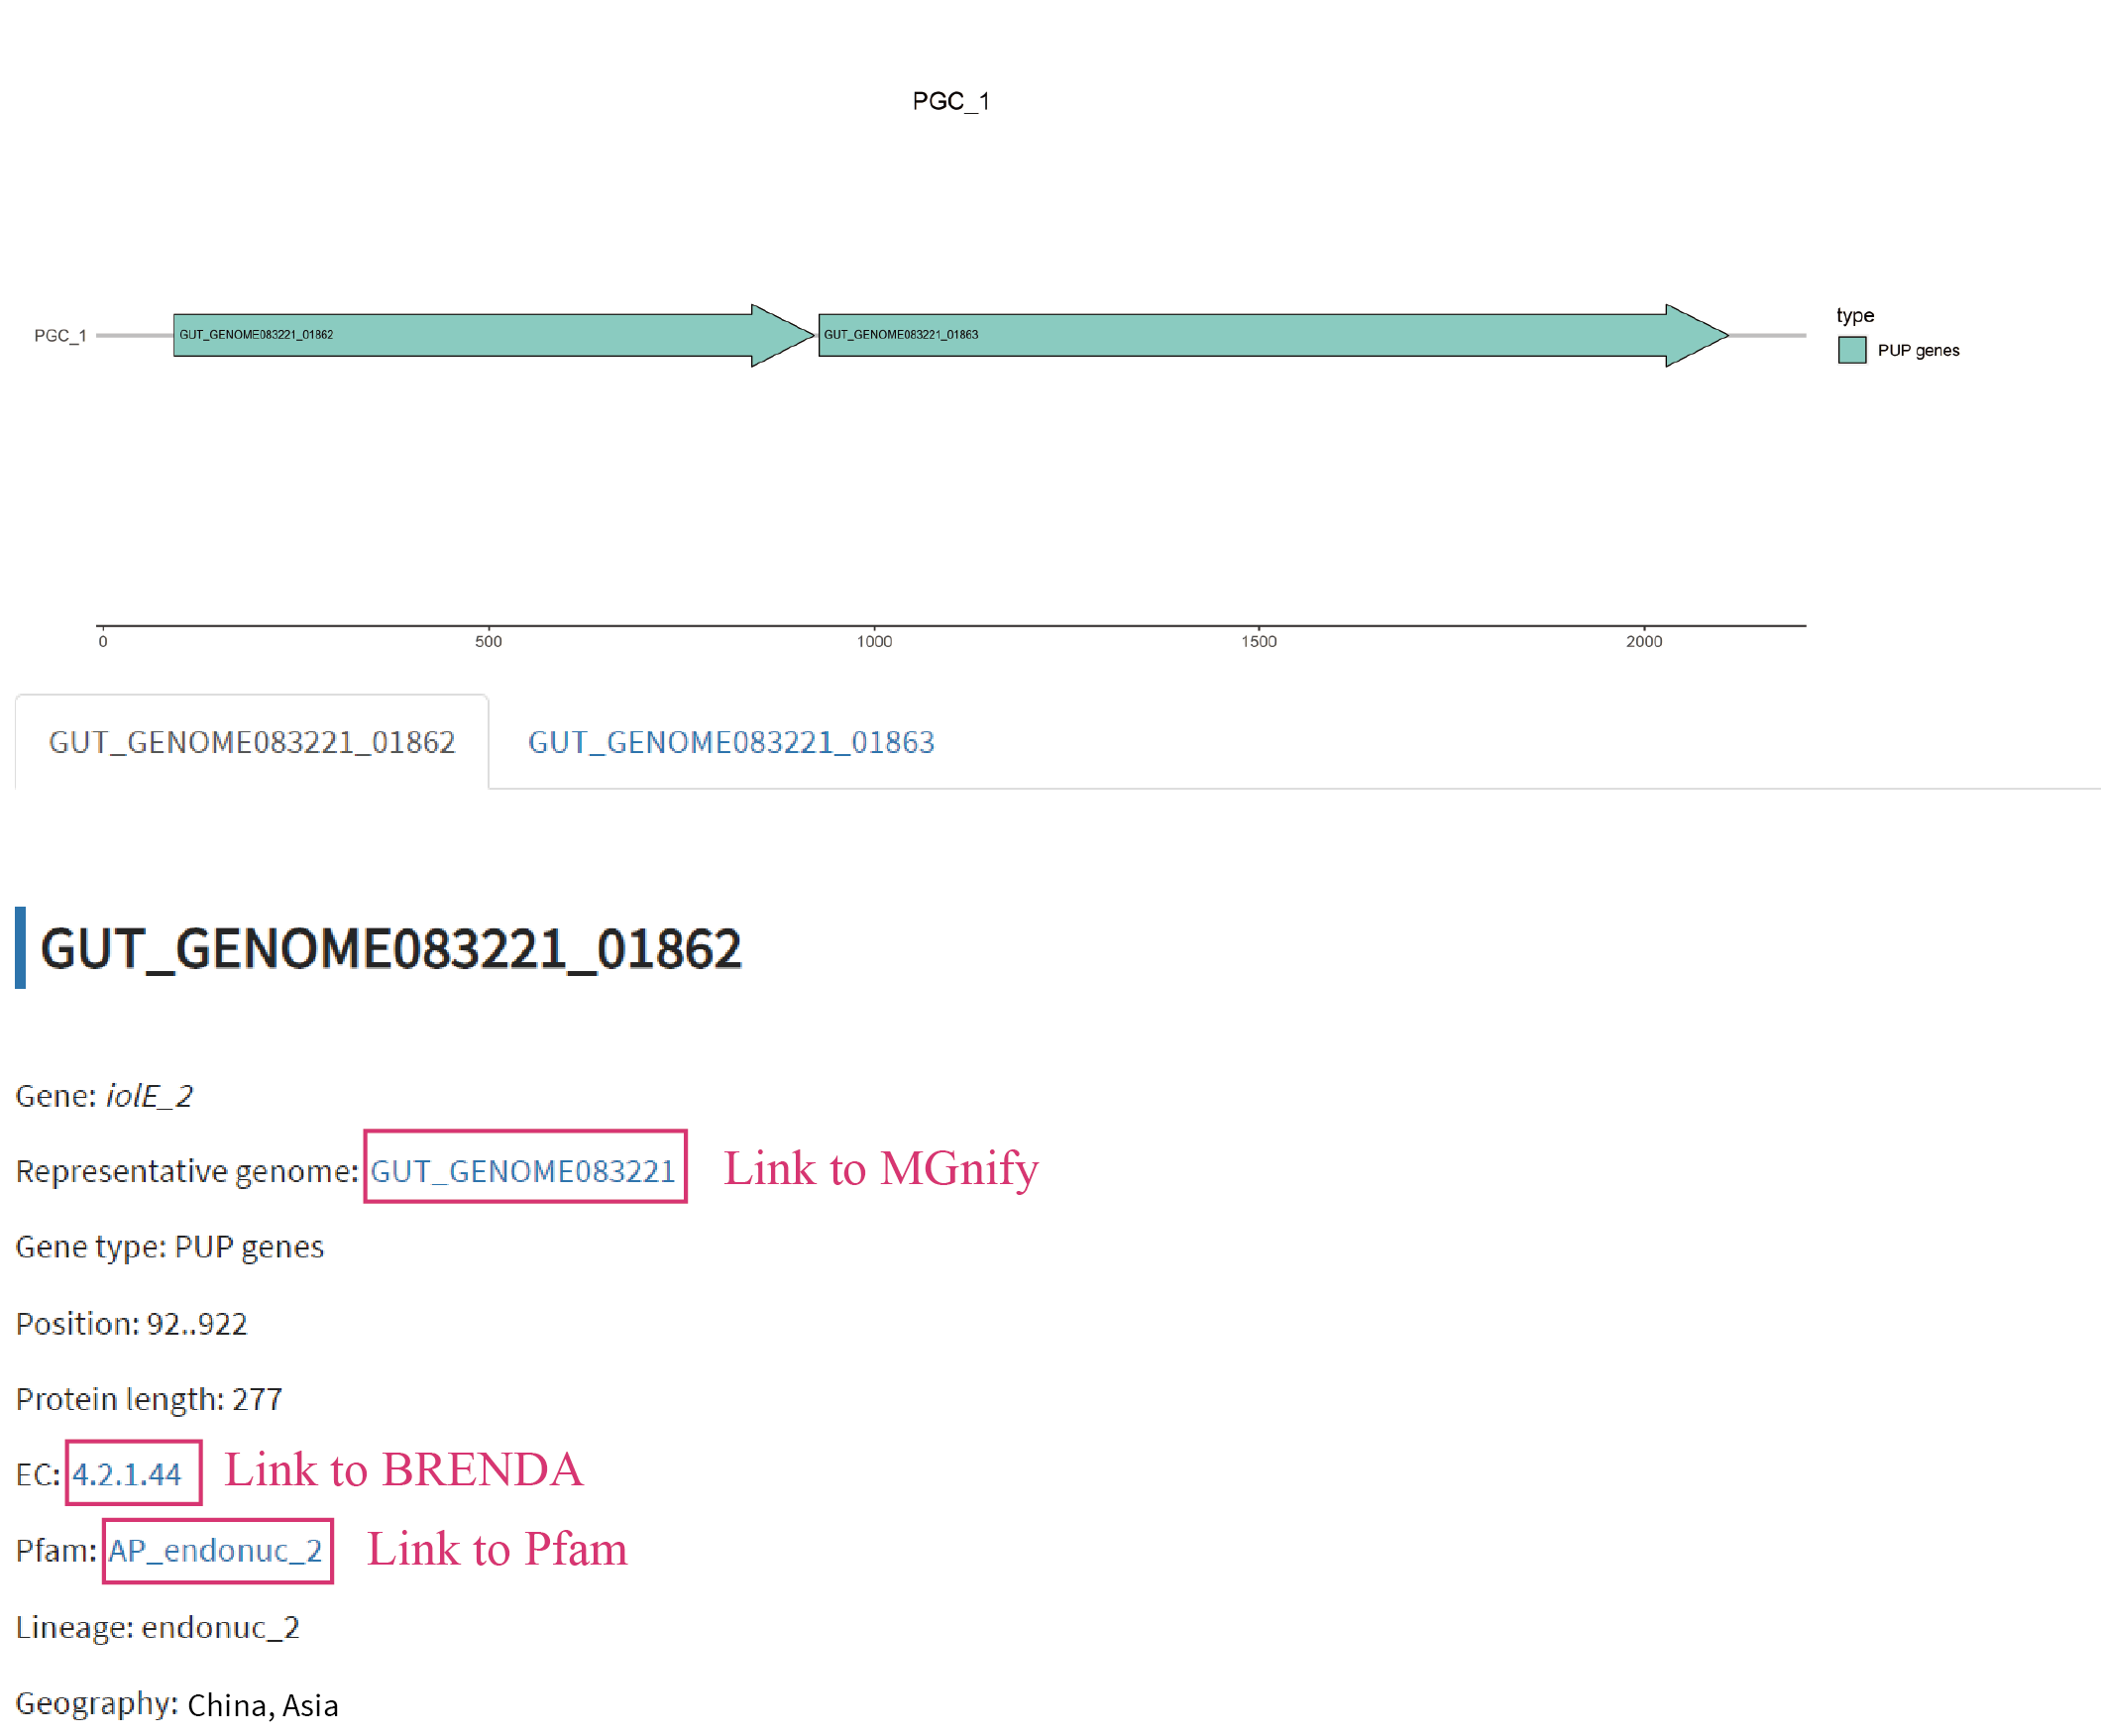 PGC_1
PGC_1
GUT_GENOME083221_01862
GUT_GENOME083221_01863
type
PUP genes
0
500
1000
1500
2000
GUT_GENOME083221_01862
GUT_GENOME083221_01863
GUT_GENOME083221_01862
Gene: iolE_2
Representative genome: GUT_GENOME083221 Link to MGnify
Gene type: PUP genes
Position: 92..922
Protein length: 277
EC: 4.2.1.44 Link to BRENDA
Pfam: AP_endonuc_2 Link to Pfam
Lineage: endonuc_2
Geography: China, Asia